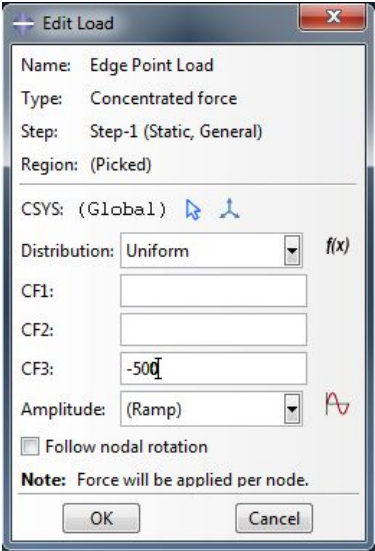 Edit Load
Name: Edge Point Load
Type: Concentrated force
Step: Step-1 (Static, General)
Region: (Picked)
CSYS: (Global)
Distribution: Uniform f(x)
CF1:
CF2:
CF3: -500
Amplitude: (Ramp)
Follow nodal rotation
Note: Force will be applied per node.
OK Cancel